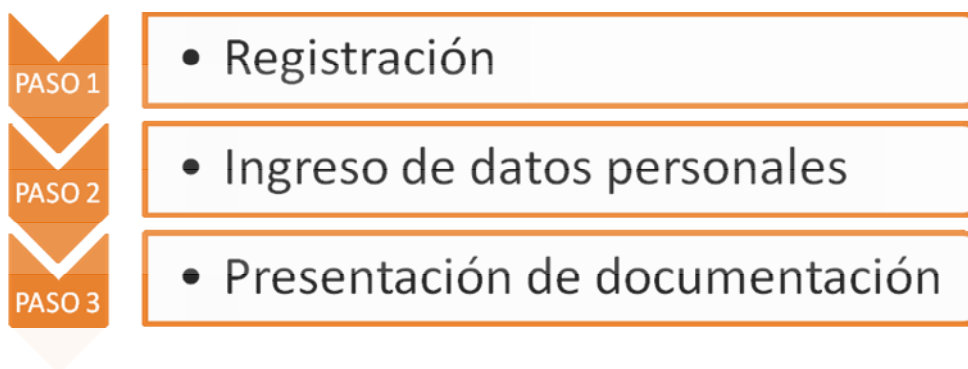 PASO 1
• Registración
PASO 2
• Ingreso de datos personales
PASO 3
• Presentación de documentación